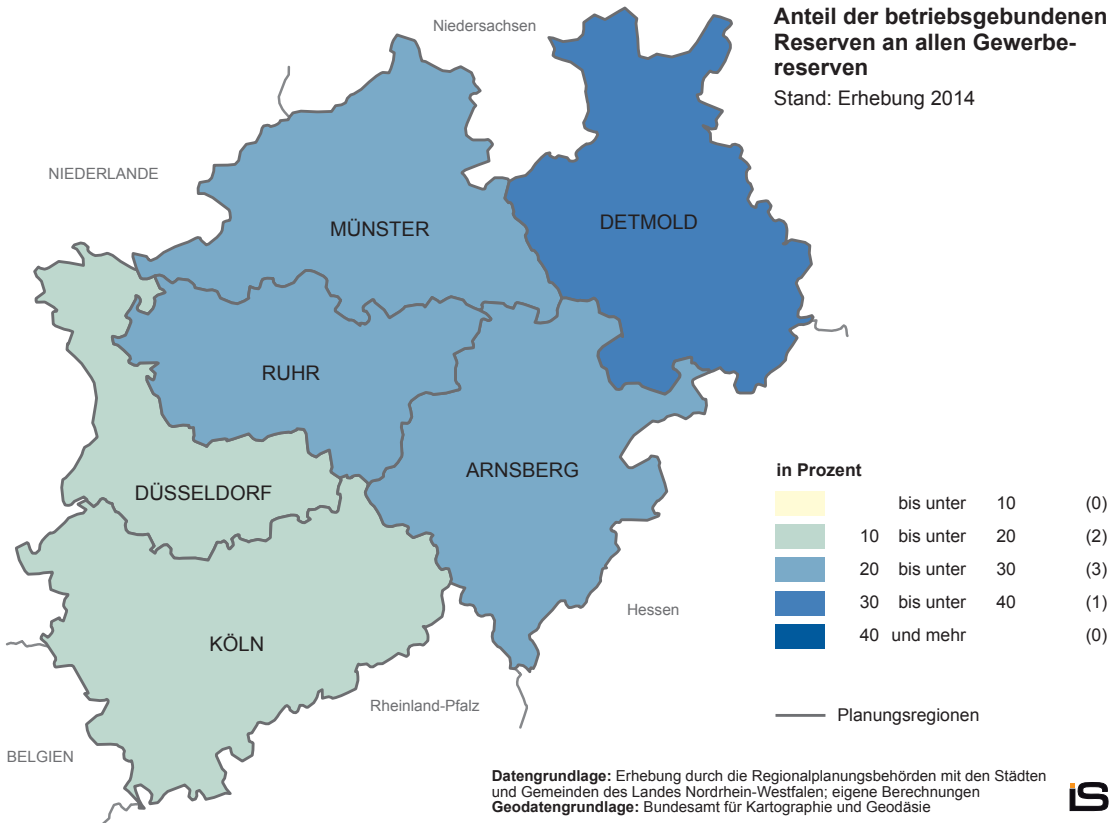 Anteil der betriebsgebundenen
Reserven an allen Gewerbe-
reserven
Stand: Erhebung 2014
Niedersachsen
NIEDERLANDE
MÜNSTER
DETMOLD
RUHR
ARNSBERG
DÜSSELDORF
KÖLN
Hessen
Rheinland-Pfalz
BELGIEN
in Prozent
bis unter 10 (0)
10 bis unter 20 (2)
20 bis unter 30 (3)
30 bis unter 40 (1)
40 und mehr (0)
Planungsregionen
Datengrundlage: Erhebung durch die Regionalplanungsbehörden mit den Städten
und Gemeinden des Landes Nordrhein-Westfalen; eigene Berechnungen
Geodatengrundlage: Bundesamt für Kartographie und Geodäsie
iS